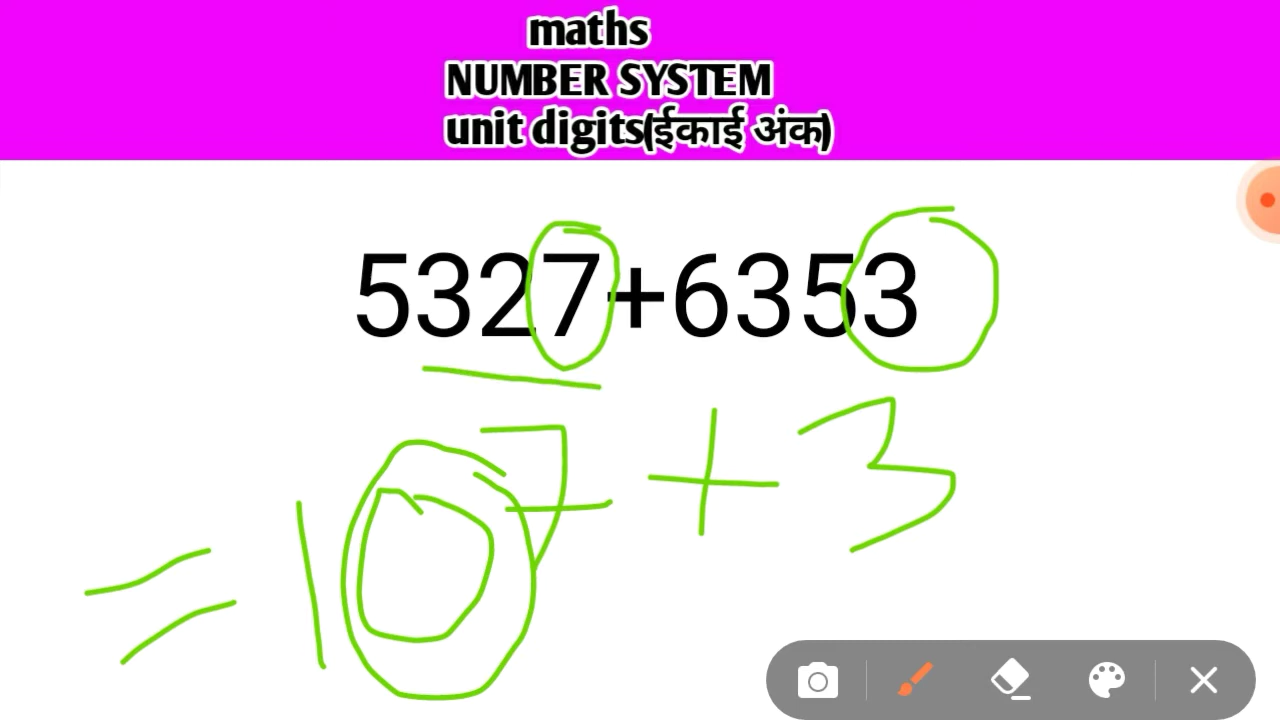 maths
NUMBER SYSTEM
unit digits(ईकाई अंक)
5327+6353
7 + 3
= 10